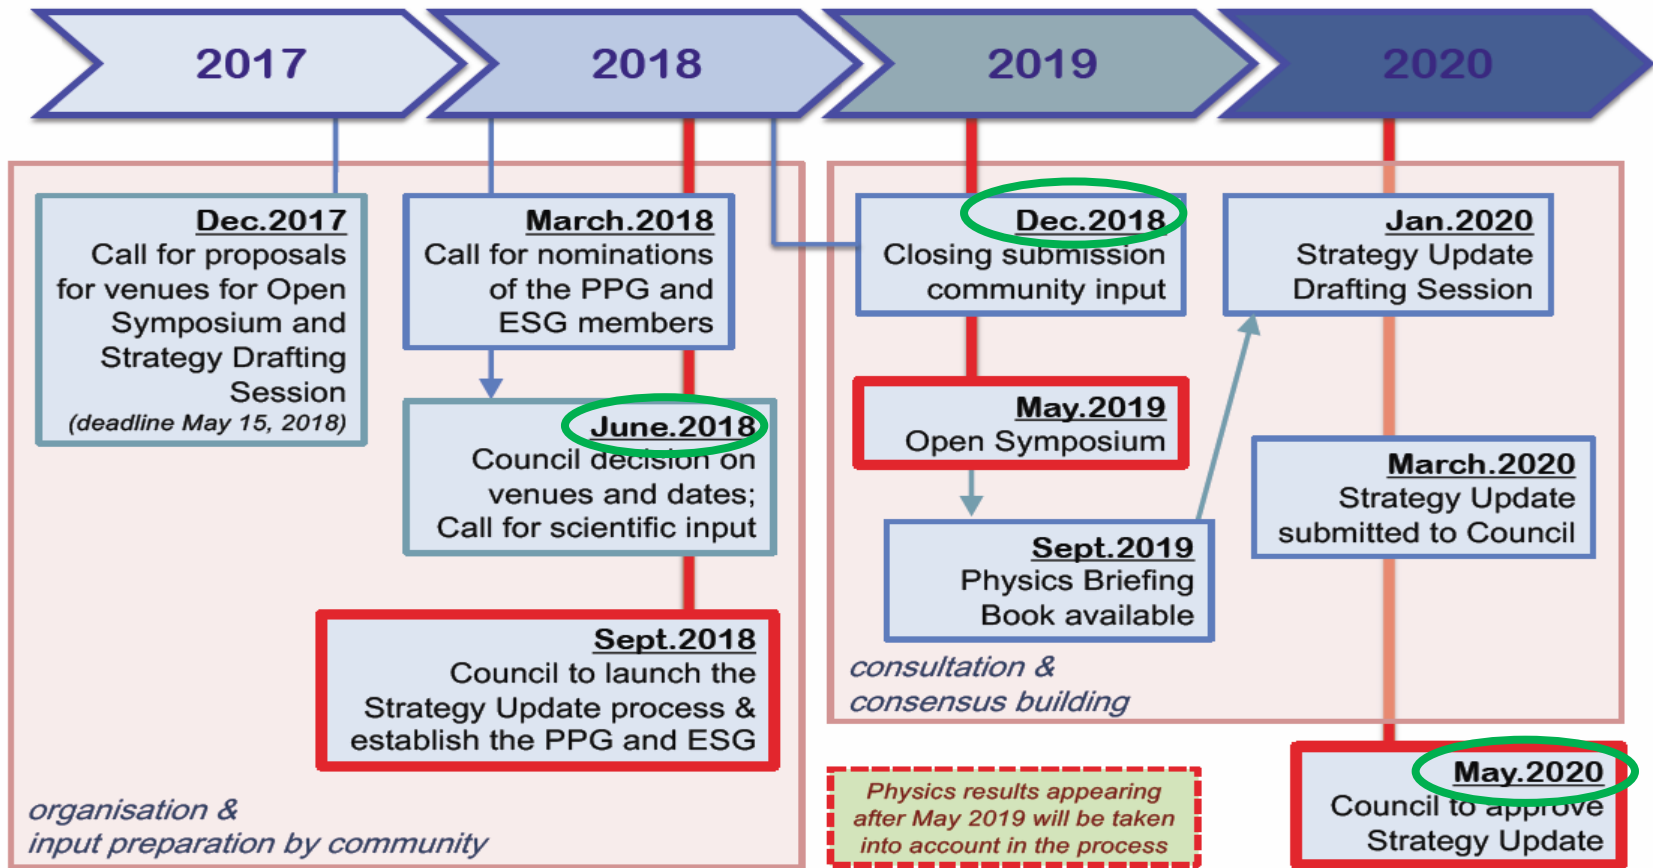 2017
2018
2019
2020
Dec.2017
Call for proposals
for venues for Open
Symposium and
Strategy Drafting
Session
(deadline May 15, 2018)
March.2018
Call for nominations
of the PPG and
ESG members
June.2018
Council decision on
venues and dates;
Call for scientific input
Sept.2018
Council to launch the
Strategy Update process &
establish the PPG and ESG
organisation &
input preparation by community
Dec.2018
Closing submission
community input
May.2019
Open Symposium
Sept.2019
Physics Briefing
Book available
Jan.2020
Strategy Update
Drafting Session
March.2020
Strategy Update
submitted to Council
consultation &
consensus building
May.2020
Council to approve
Strategy Update
Physics results appearing
after May 2019 will be taken
into account in the process